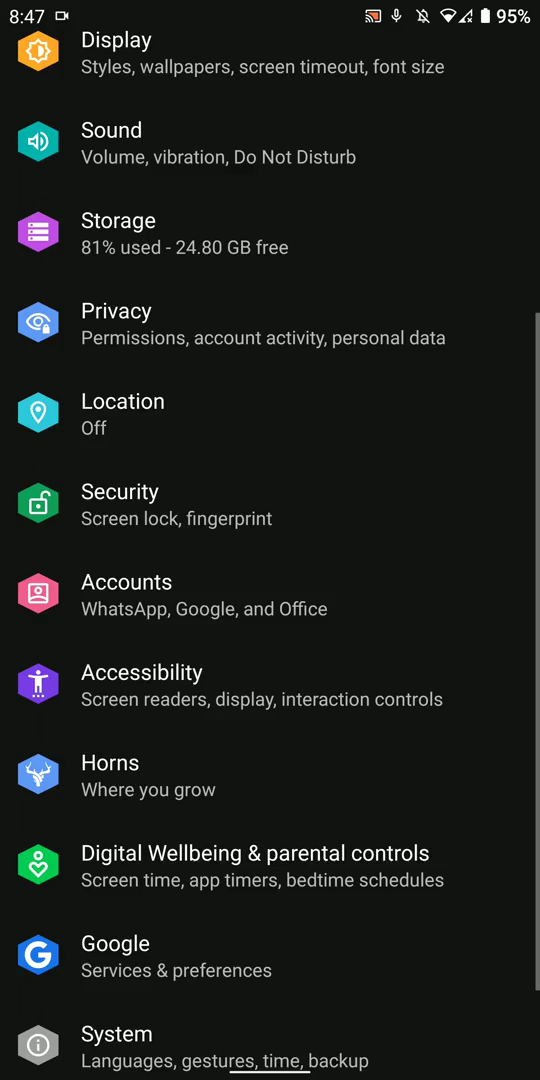 8:47
95%
Display
Styles, wallpapers, screen timeout, font size
Sound
Volume, vibration, Do Not Disturb
Storage
81% used - 24.80 GB free
Privacy
Permissions, account activity, personal data
Location
Off
Security
Screen lock, fingerprint
Accounts
WhatsApp, Google, and Office
Accessibility
Screen readers, display, interaction controls
Horns
Where you grow
Digital Wellbeing & parental controls
Screen time, app timers, bedtime schedules
Google
Services & preferences
System
Languages, gestures, time, backup